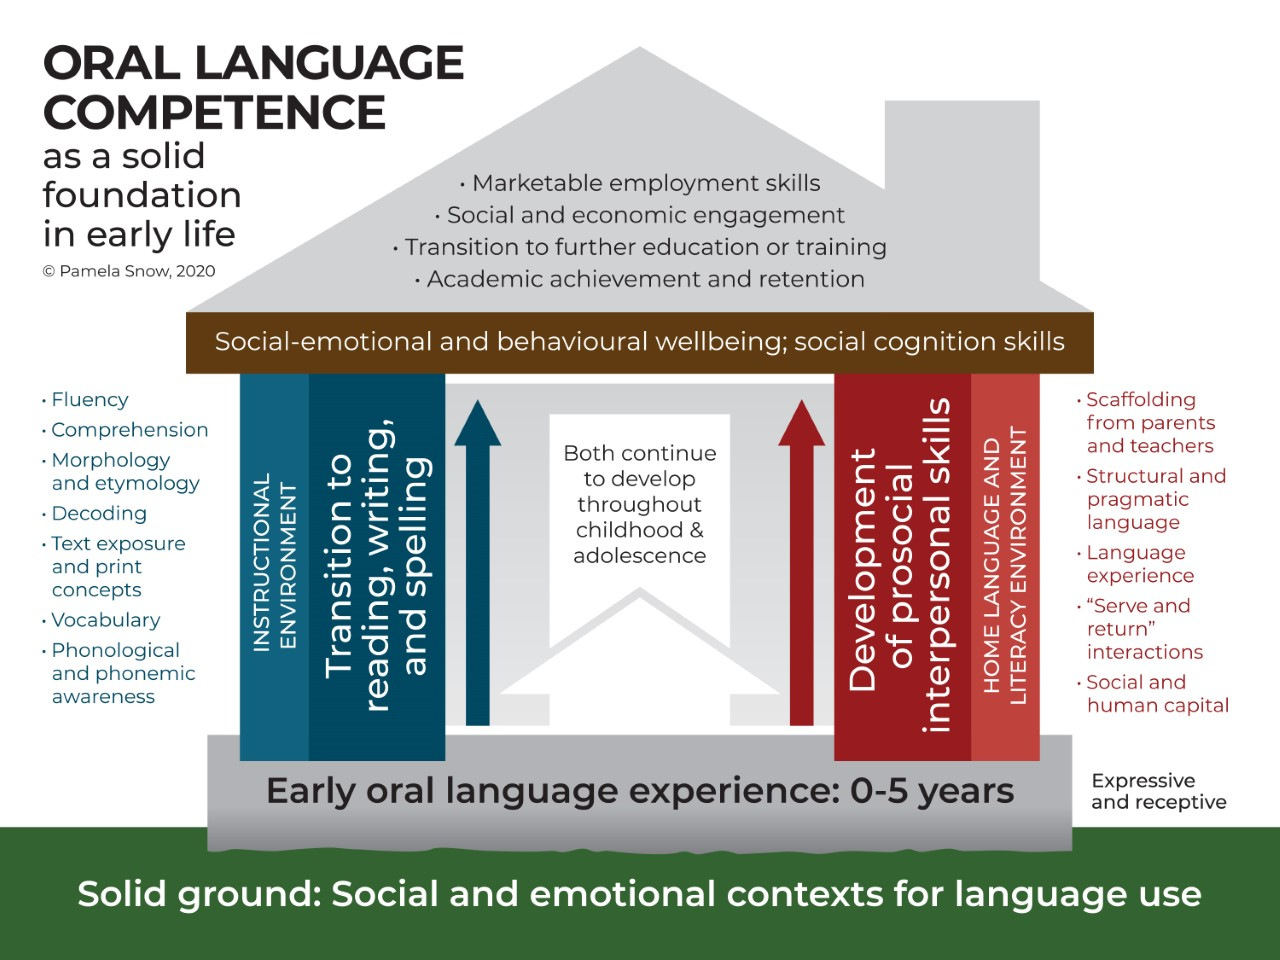 ORAL LANGUAGE
COMPETENCE
as a solid
foundation
in early life
© Pamela Snow, 2020
· Marketable employment skills
· Social and economic engagement
· Transition to further education or training
· Academic achievement and retention
Social-emotional and behavioural wellbeing; social cognition skills
· Fluency
· Comprehension
· Morphology
and etymology
· Decoding
· Text exposure
and print
concepts
· Vocabulary
· Phonological
and phonemic
awareness
INSTRUCTIONAL
ENVIRONMENT
Transition to
reading, writing,
and spelling
Both continue
to develop
throughout
childhood &
adolescence
Development
of prosocial
interpersonal skills
HOME LANGUAGE AND
LITERACY ENVIRONMENT
· Scaffolding
from parents
and teachers
· Structural and
pragmatic
language
· Language
experience
· “Serve and
return”
interactions
· Social and
human capital
Early oral language experience: 0-5 years
Expressive
and receptive
Solid ground: Social and emotional contexts for language use